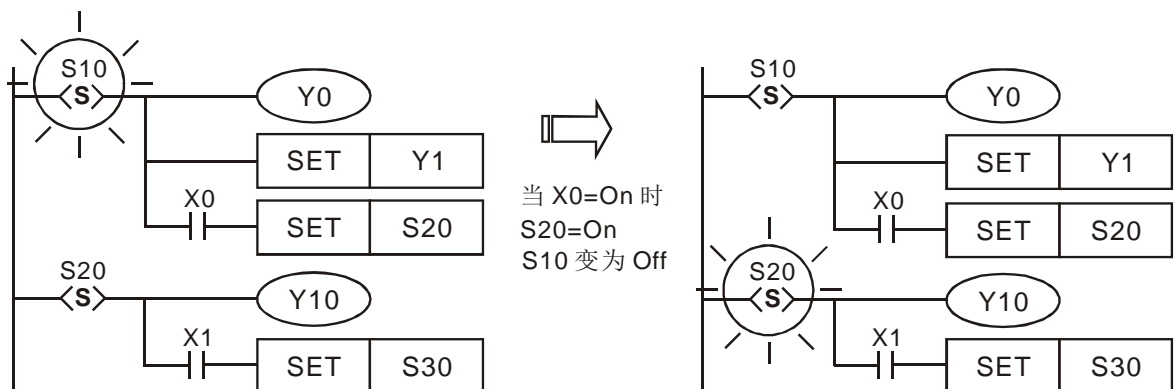 S10
S
Y0
SET Y1
X0
SET S20
S20
S
Y10
X1
SET S30
当 X0=On 时
S20=On
S10 变为 Off
S10
S
Y0
SET Y1
X0
SET S20
S20
S
Y10
X1
SET S30